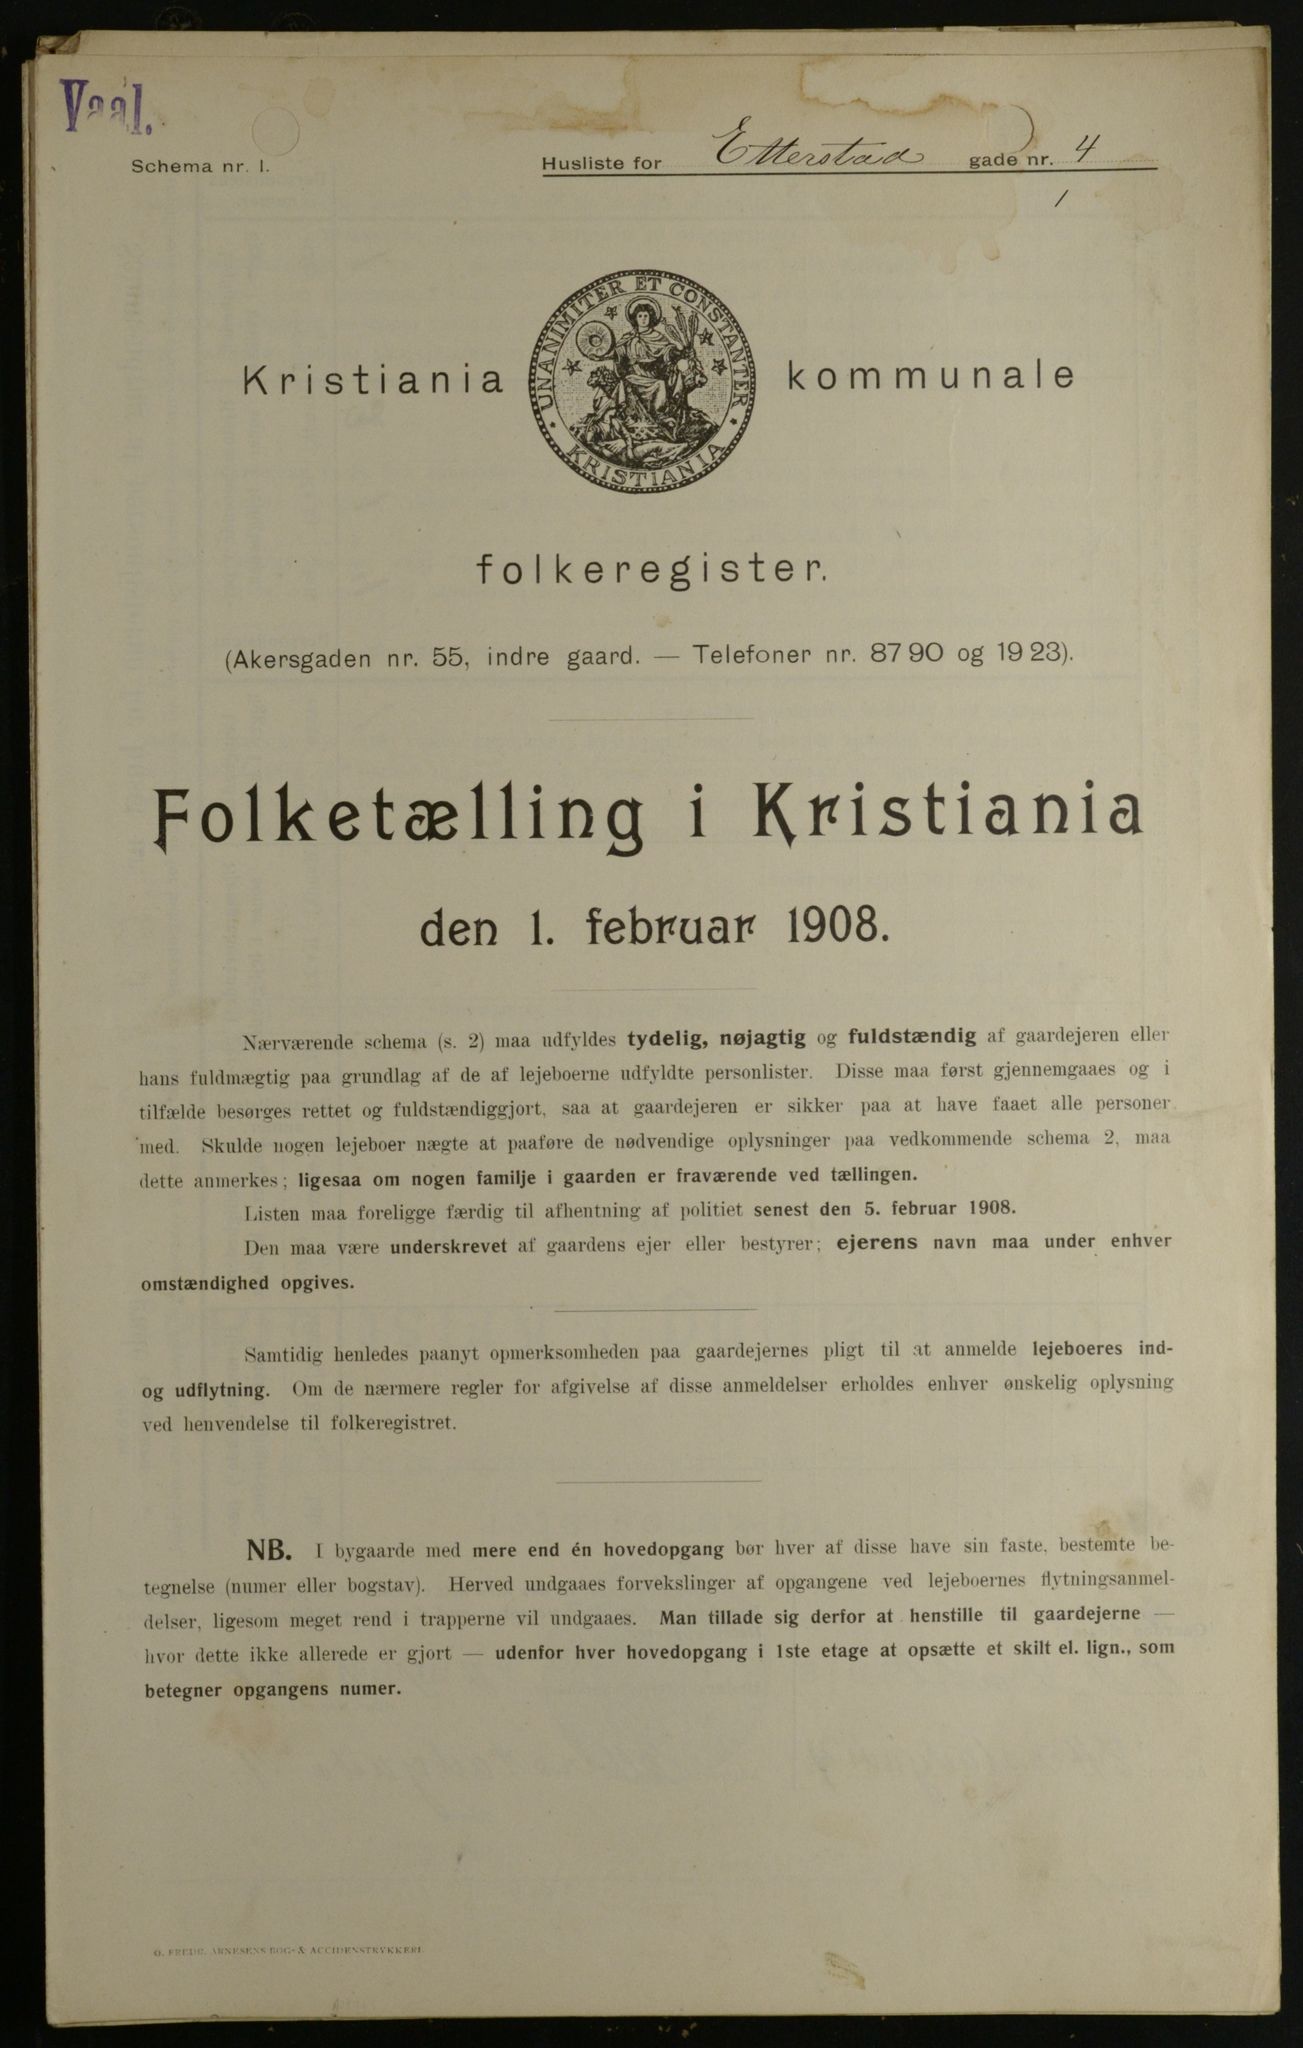 Vaal.
Schema nr. 1.
Husliste for Etterstad gade nr. 4
1
UNANIMITER ET CONSTANTER
KRISTIANIA
Kristiania kommunale
folkeregister.
(Akersgaden nr. 55, indre gaard. — Telefoner nr. 8790 og 1923).
Folketælling i Kristiania
den 1. februar 1908.
Nærværende schema (s. 2) maa udfyldes tydelig, nøjagtig og fuldstændig af gaardejeren eller
hans fuldmægtig paa grundlag af de af lejeboerne udfyldte personlister. Disse maa først gjennemgaaes og i
tilfælde besørges rettet og fuldstændiggjort, saa at gaardejeren er sikker paa at have faaet alle personer
med. Skulde nogen lejeboer nægte at paaføre de nødvendige oplysninger paa vedkommende schema 2, maa
dette anmerkes; ligesaa om nogen familje i gaarden er fraværende ved tællingen.
Listen maa foreligge færdig til afhentning af politiet senest den 5. februar 1908.
Den maa være underskrevet af gaardens ejer eller bestyrer; ejerens navn maa under enhver
omstændighed opgives.
Samtidig henledes paanyt opmerksomheden paa gaardejernes pligt til at anmelde lejeboeres ind-
og udflytning. Om de nærmere regler for afgivelse af disse anmeldelser erholdes enhver ønskelig oplysning
ved henvendelse til folkeregistret.
NB. I bygaarde med mere end én hovedopgang bør hver af disse have sin faste, bestemte be-
tegnelse (numer eller bogstav). Herved undgaaes forvekslinger af opgangene ved lejeboernes flytningsanmel-
delser, ligesom meget rend i trapperne vil undgaaes. Man tillade sig derfor at henstille til gaardejerne —
hvor dette ikke allerede er gjort — udenfor hver hovedopgang i 1ste etage at opsætte et skilt el. lign., som
betegner opgangens numer.
O. FREDR. ARNESENS BOG- & ACCIDENSTRYKKERI.